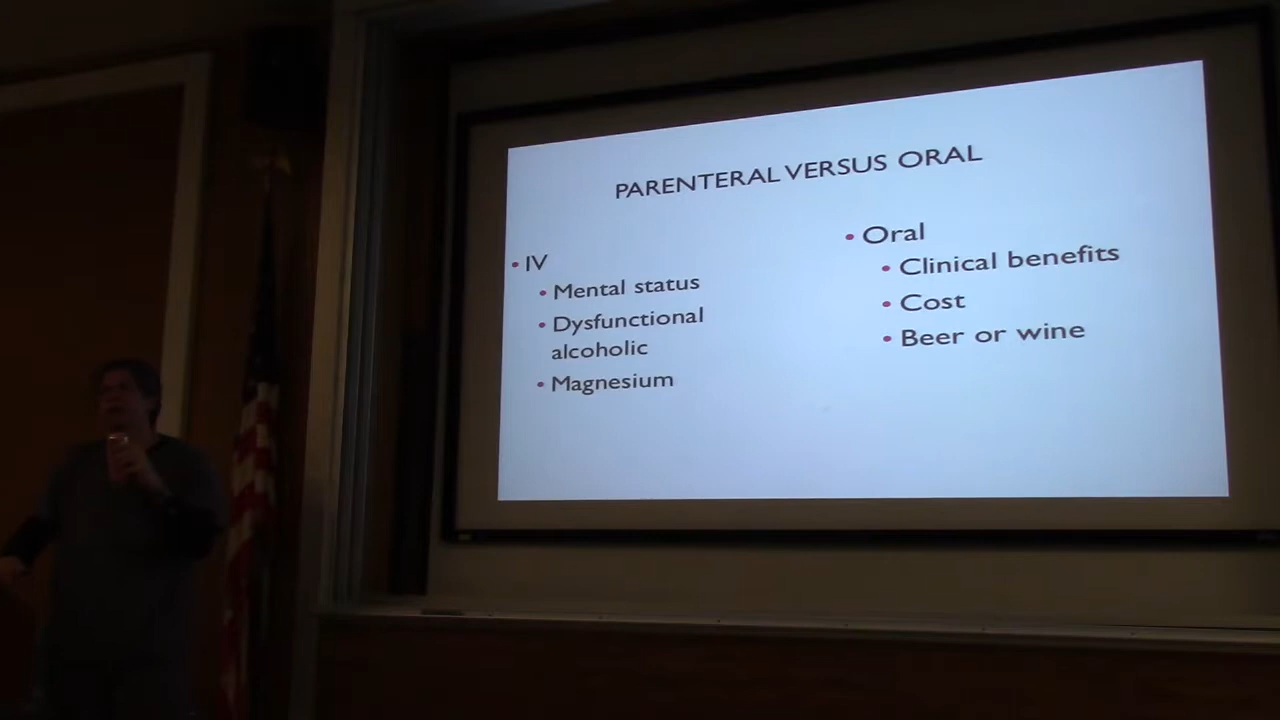 PARENTERAL VERSUS ORAL
• IV
• Mental status
• Dysfunctional
alcoholic
• Magnesium
• Oral
• Clinical benefits
• Cost
• Beer or wine